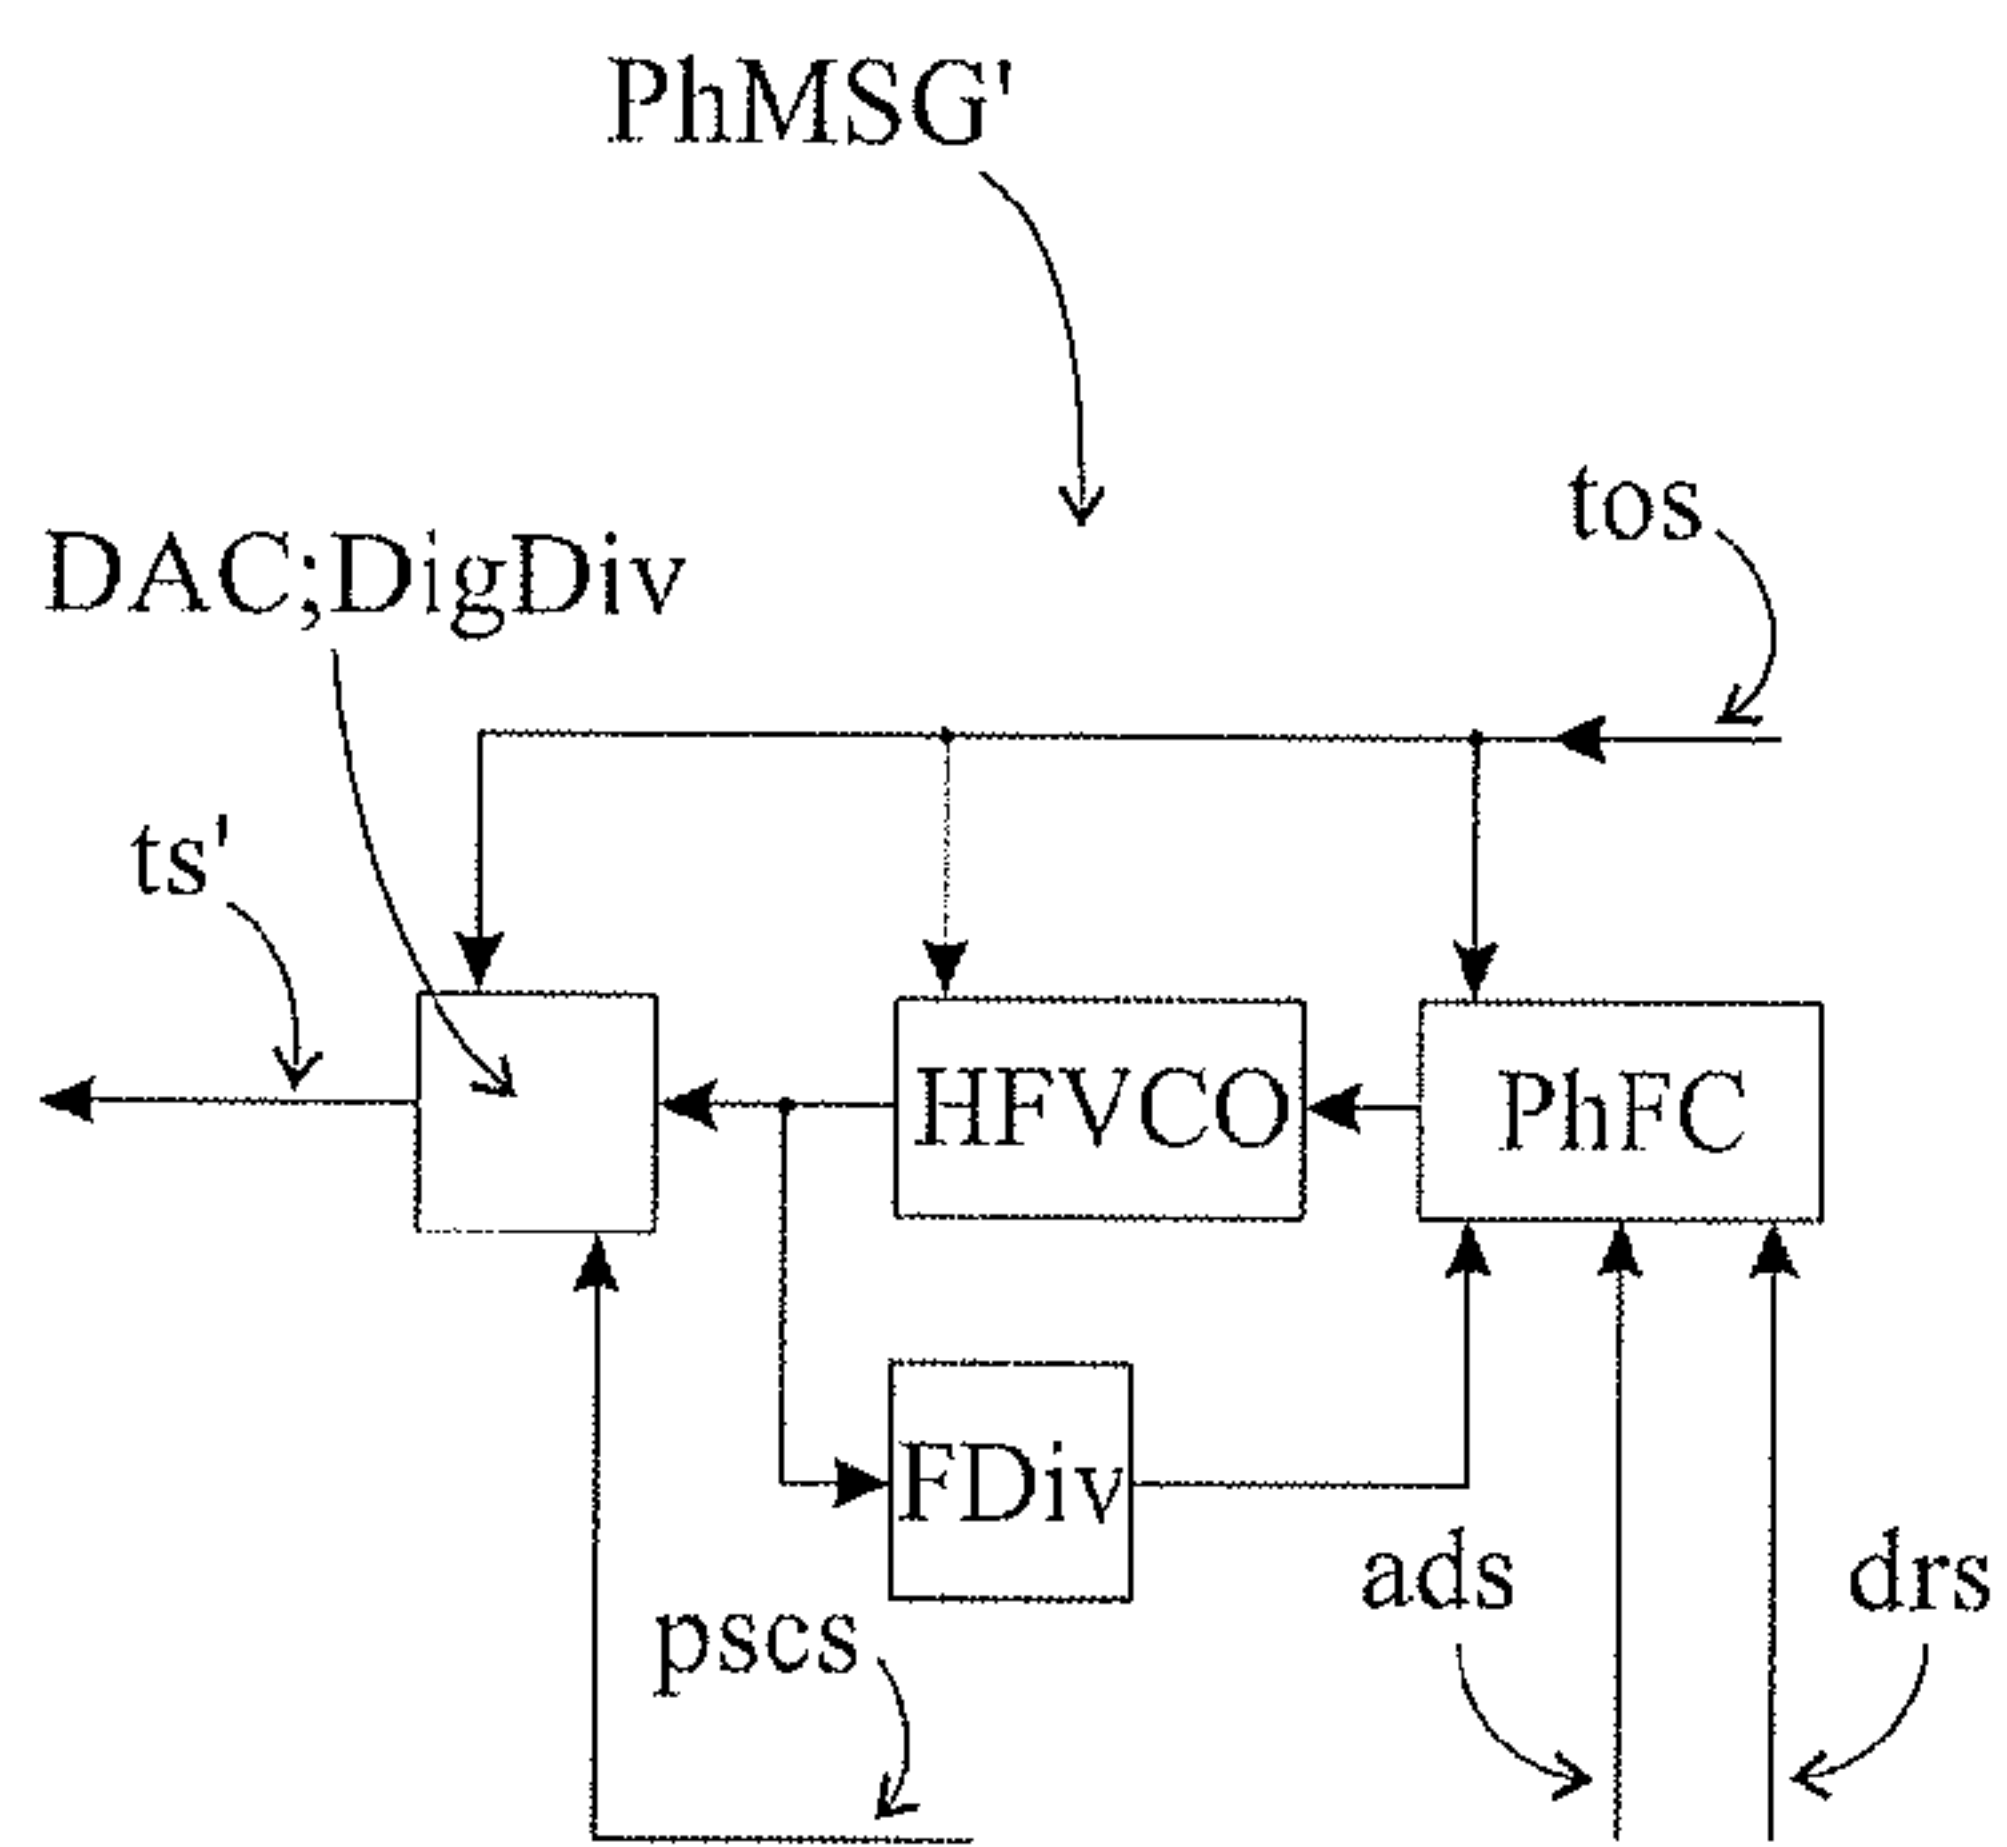 PhMSG'
tos
DAC;DigDiv
ts'
HFVCO
PhFC
FDiv
ads
drs
pscs